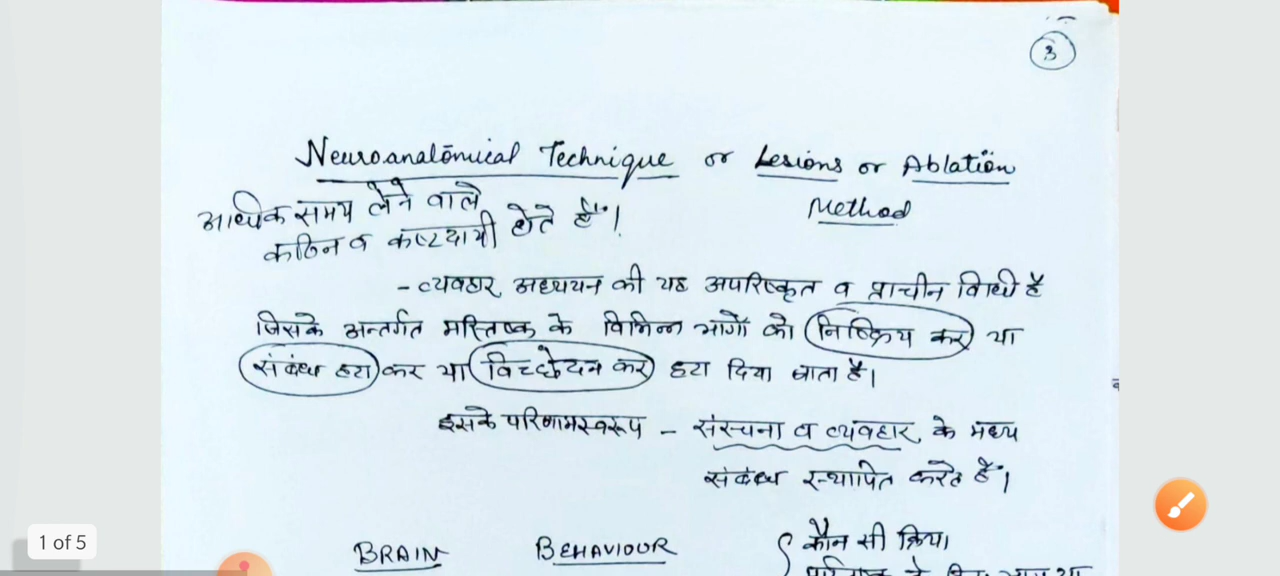 3
Neuroanatomical Technique or Lesions or Ablation
Method
अधिक समय लेने वाले
कठिन व कष्टदायी होते हैं।
- व्यवहार अध्ययन की यह अपरिष्कृत व प्राचीन विधी है
जिसके अन्तर्गत मस्तिष्क के विभिन्न भागों को निष्क्रिय कर या
संबंध हटा कर या विच्छेदन कर हटा दिया जाता है।
इसके परिणामस्वरूप - संरचना व व्यवहार के मध्य
संबंध स्थापित करते हैं।
BRAIN BEHAVIOUR { कौन सी क्रिया
1 of 5